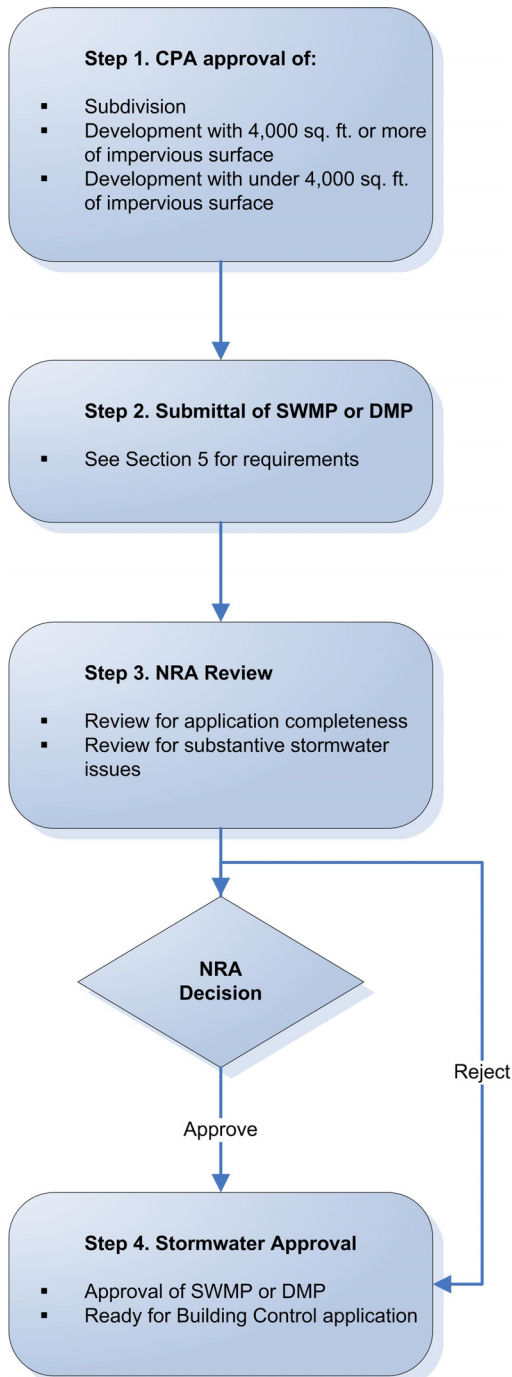 Step 1. CPA approval of:
▪ Subdivision
▪ Development with 4,000 sq. ft. or more
of impervious surface
▪ Development with under 4,000 sq. ft.
of impervious surface
Step 2. Submittal of SWMP or DMP
▪ See Section 5 for requirements
Step 3. NRA Review
▪ Review for application completeness
▪ Review for substantive stormwater
issues
NRA
Decision
Reject
Approve
Step 4. Stormwater Approval
▪ Approval of SWMP or DMP
▪ Ready for Building Control application